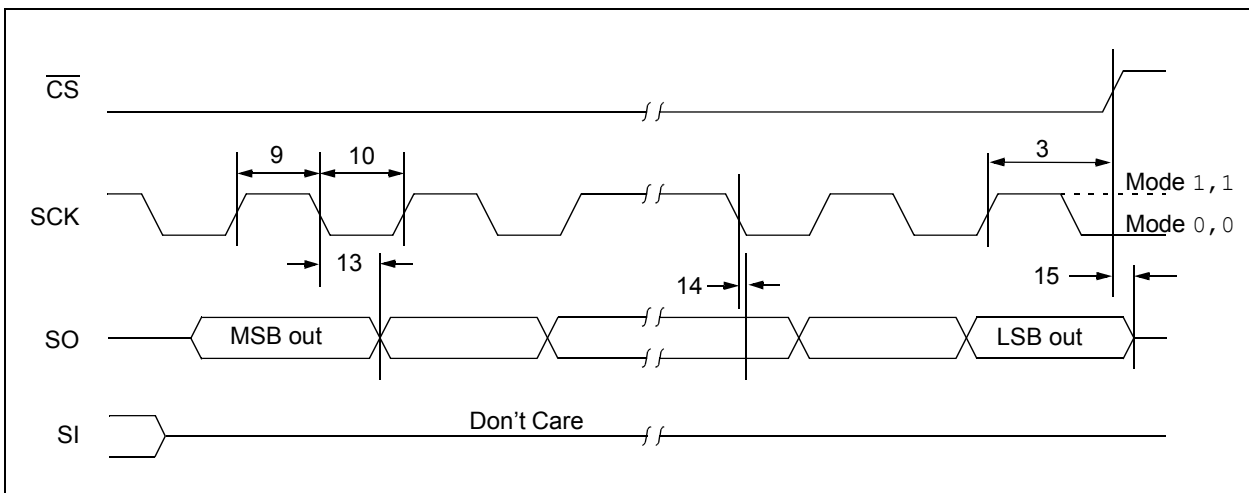 CS
9
10
3
Mode 1,1
SCK
Mode 0,0
13
14
15
SO
MSB out
LSB out
SI
Don't Care